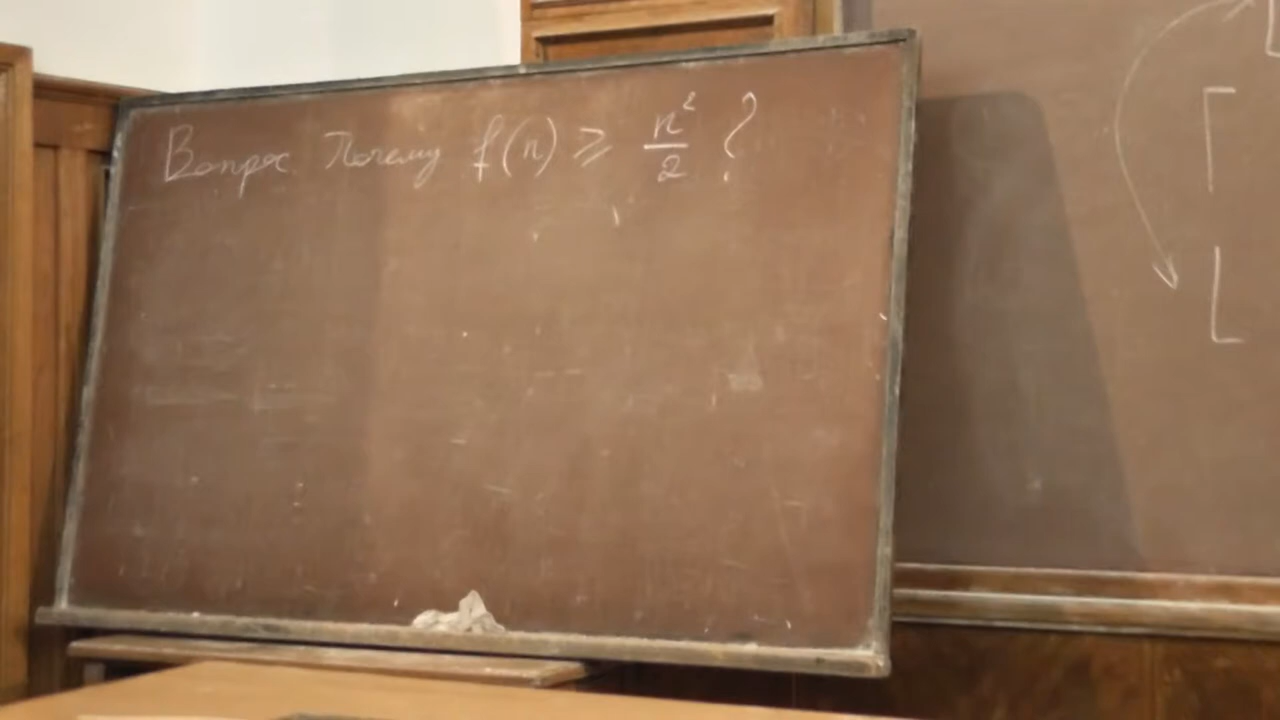 Вопрос. Почему f(n) ⩾ n²/2 ?